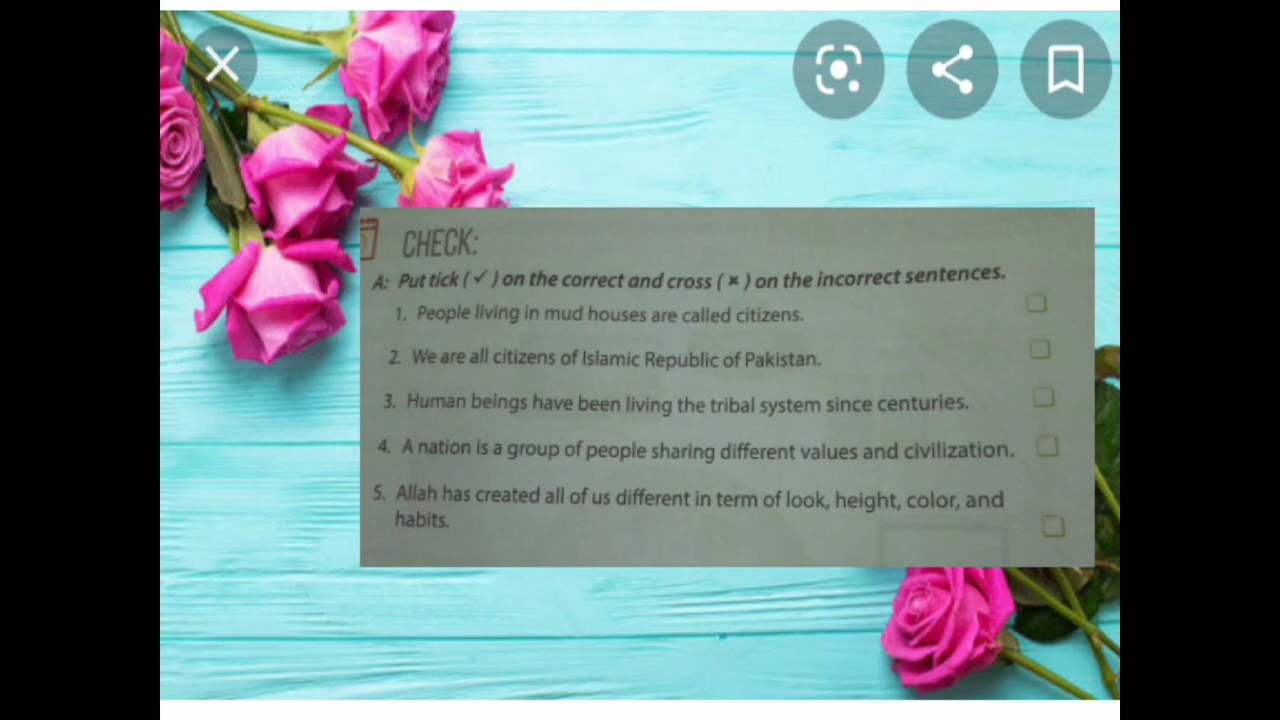 CHECK:
A: Put tick ( ✓ ) on the correct and cross ( × ) on the incorrect sentences.
1. People living in mud houses are called citizens.
2. We are all citizens of Islamic Republic of Pakistan.
3. Human beings have been living the tribal system since centuries.
4. A nation is a group of people sharing different values and civilization.
5. Allah has created all of us different in term of look, height, color, and
habits.